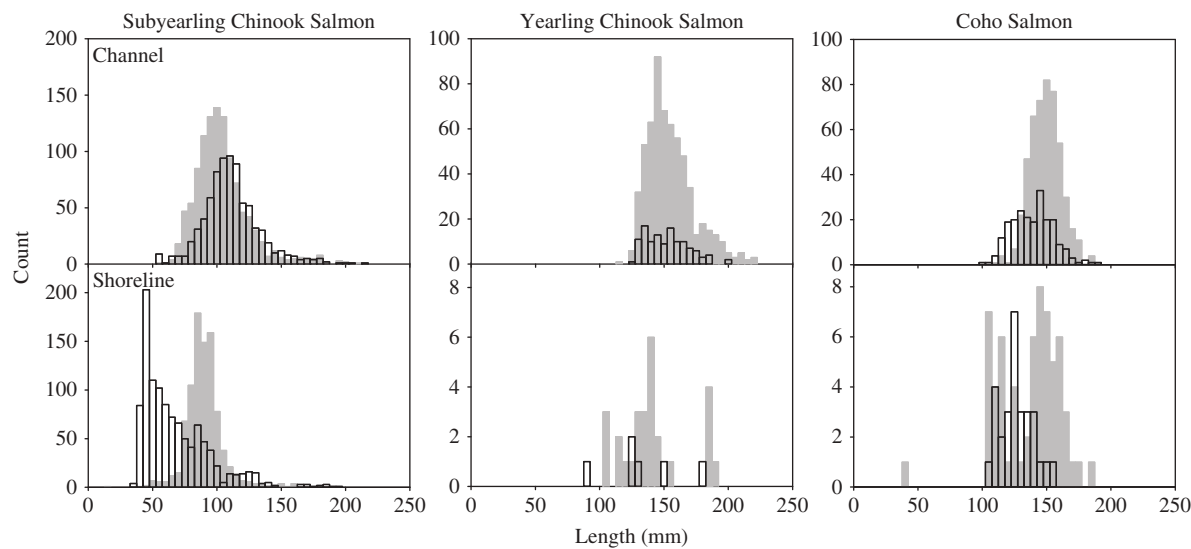 Subyearling Chinook Salmon Yearling Chinook Salmon Coho Salmon
200 100 100
Channel
150 80 80
60 60
100
40 40
50 20 20
0 0 0
Shoreline
200 8 8
150 6 6
100 4 4
50 2 2
0 0 0
0 50 100 150 200 250 0 50 100 150 200 250 0 50 100 150 200 250
Count
Length (mm)